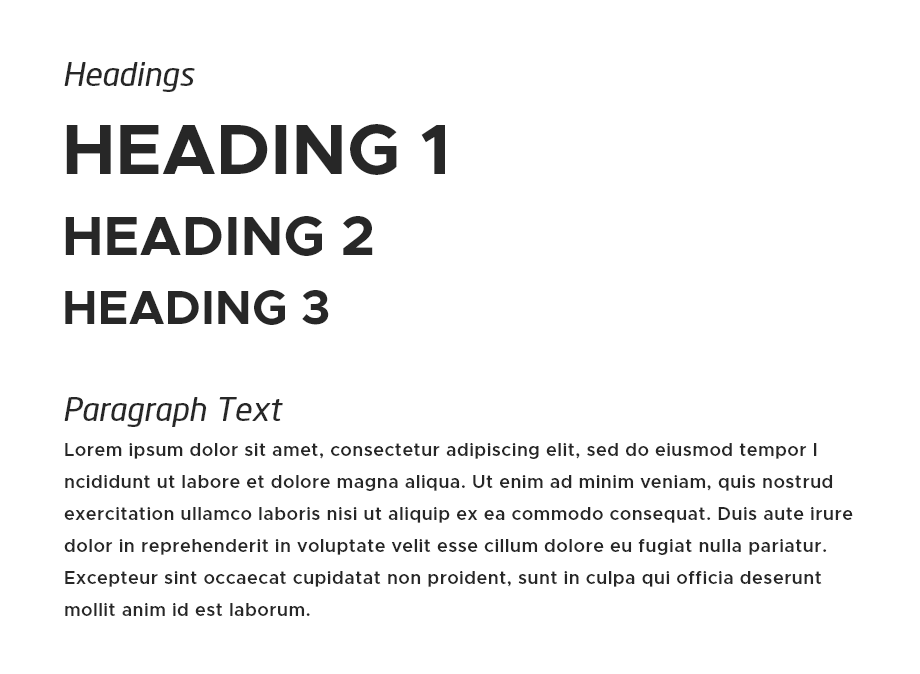 Headings
HEADING 1
HEADING 2
HEADING 3
Paragraph Text
Lorem ipsum dolor sit amet, consectetur adipiscing elit, sed do eiusmod tempor I
ncididunt ut labore et dolore magna aliqua. Ut enim ad minim veniam, quis nostrud
exercitation ullamco laboris nisi ut aliquip ex ea commodo consequat. Duis aute irure
dolor in reprehenderit in voluptate velit esse cillum dolore eu fugiat nulla pariatur.
Excepteur sint occaecat cupidatat non proident, sunt in culpa qui officia deserunt
mollit anim id est laborum.